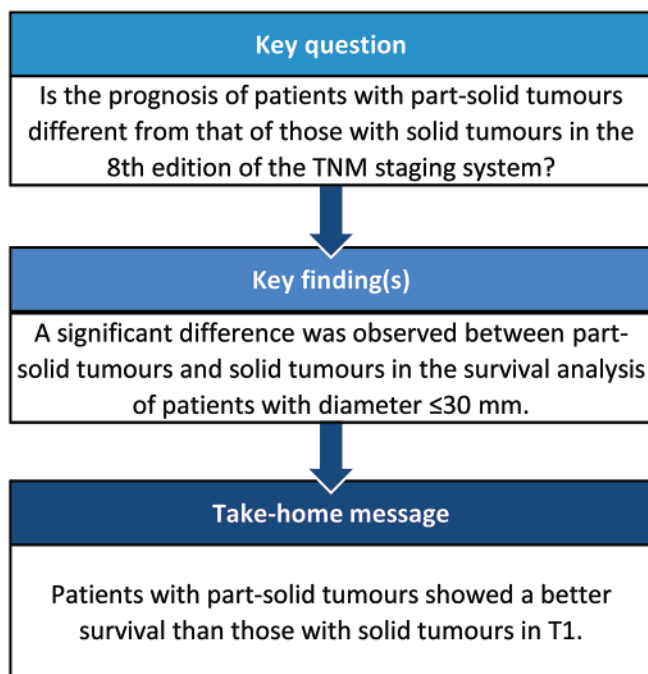 Key question
Is the prognosis of patients with part-solid tumours
different from that of those with solid tumours in the
8th edition of the TNM staging system?
Key finding(s)
A significant difference was observed between part-
solid tumours and solid tumours in the survival analysis
of patients with diameter ≤30 mm.
Take-home message
Patients with part-solid tumours showed a better
survival than those with solid tumours in T1.